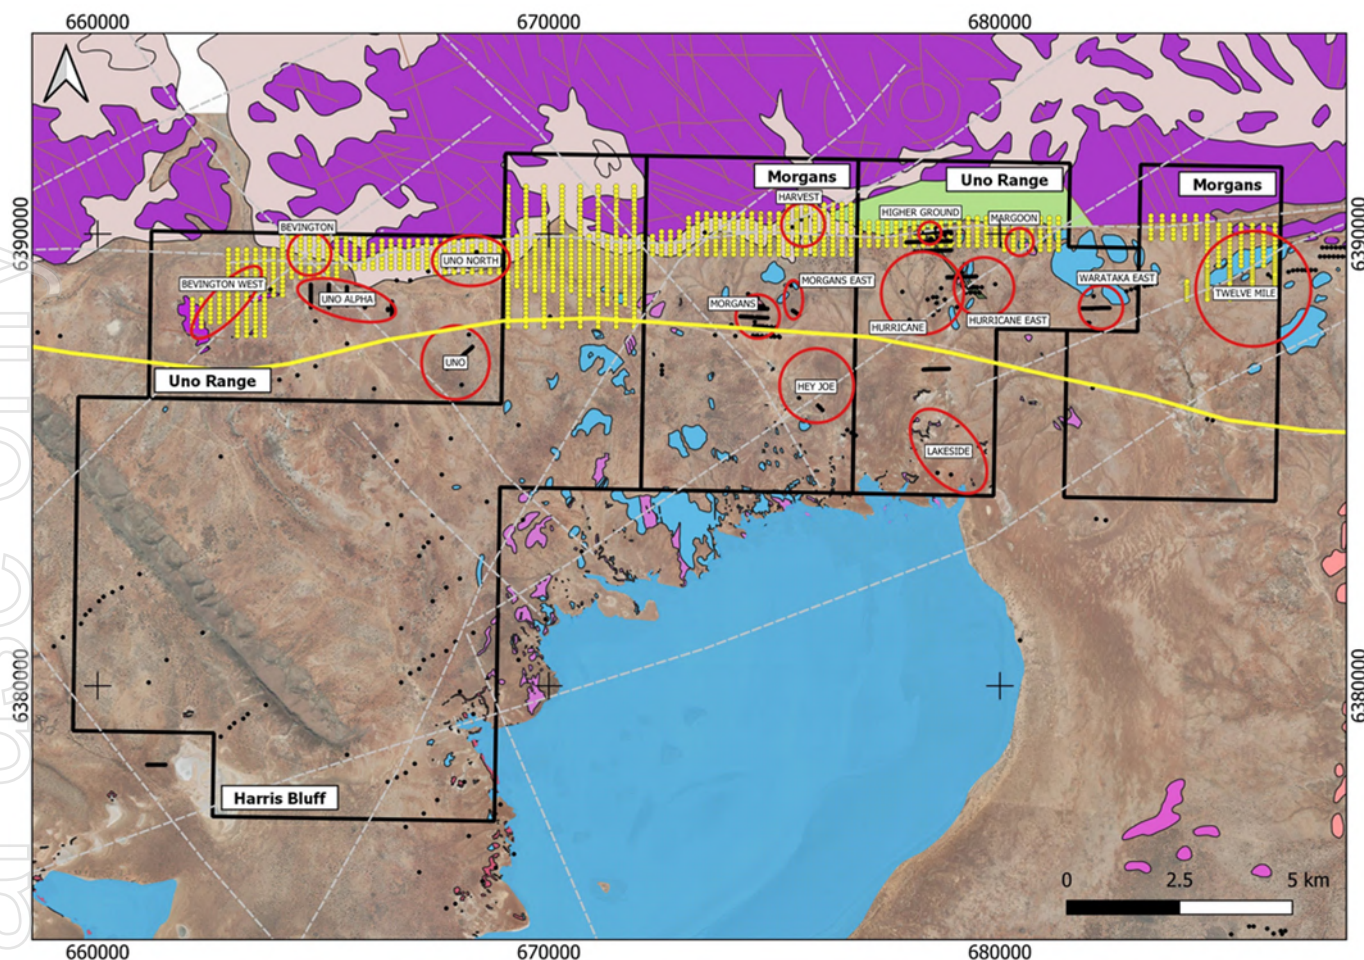 660000
670000
680000
Morgans
Uno Range
Morgans
HARVEST
HIGHER GROUND
MARGOON
BEVINGTON
UNO NORTH
BEVINGTON WEST
UNO ALPHA
MORGANS EAST
WARATAKA EAST
TWELVE MILE
MORGANS
HURRICANE
HURRICANE EAST
UNO
Uno Range
HEY JOE
LAKESIDE
Harris Bluff
6390000
6380000
6390000
6380000
0
2.5
5 km
660000
670000
680000